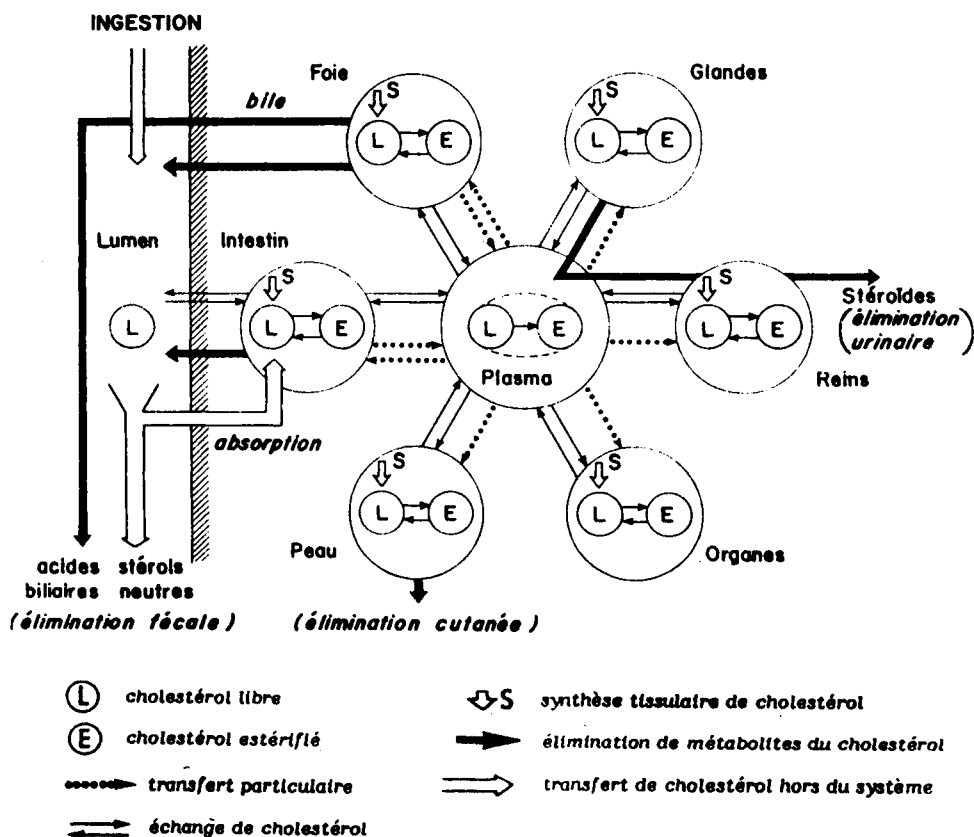 INGESTION
Foie
Glandes
bile
S
L
E
S
L
E
Lumen
Intestin
S
L
E
L
L
E
Plasma
S
L
E
Stéroïdes
(élimination
urinaire)
Reins
absorption
S
L
E
Peau
S
L
E
Organes
acides stérols
biliaires neutres
(élimination fécale)
(élimination cutanée)
L cholestérol libre
S synthèse tissulaire de cholestérol
E cholestérol estérifié
élimination de métabolites du cholestérol
transfert particulaire
transfert de cholestérol hors du système
échange de cholestérol